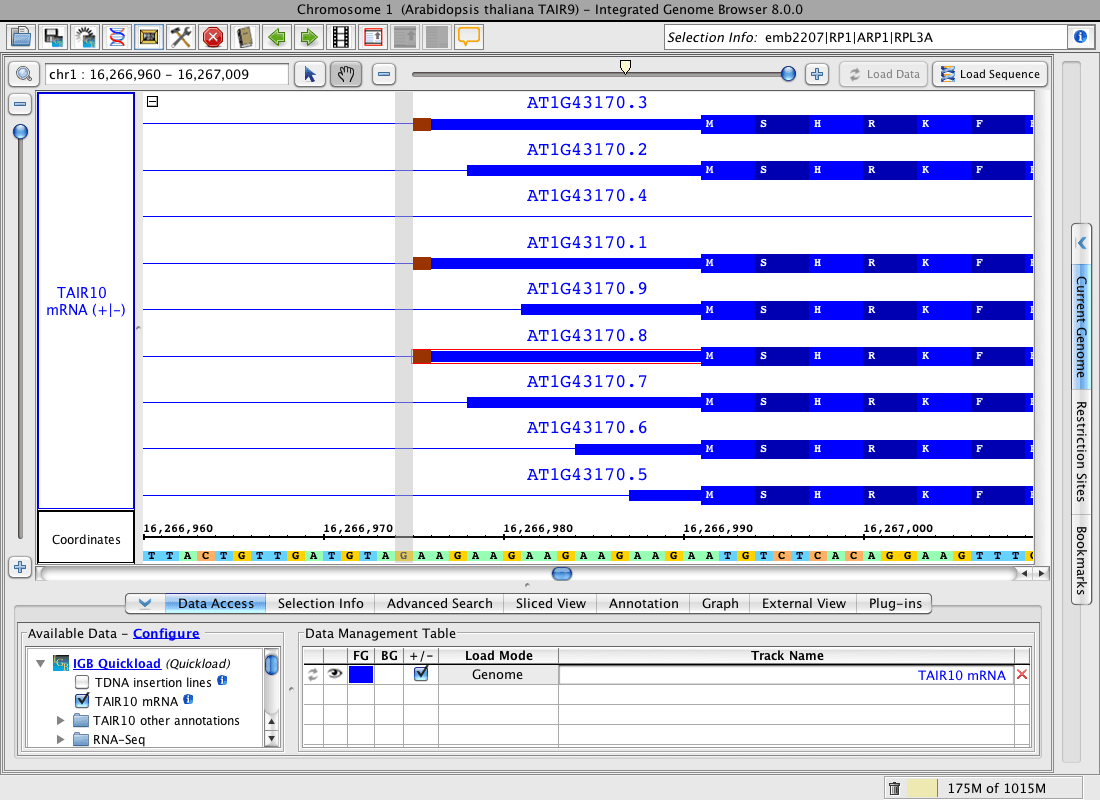 Chromosome 1 (Arabidopsis thaliana TAIR9) - Integrated Genome Browser 8.0.0
Selection Info: emb2207|RP1|ARP1|RPL3A
chr1 : 16,266,960 - 16,267,009
Load Data
Load Sequence
AT1G43170.3
M S H R K F
AT1G43170.2
M S H R K F
AT1G43170.4
AT1G43170.1
M S H R K F
AT1G43170.9
M S H R K F
AT1G43170.8
M S H R K F
AT1G43170.7
M S H R K F
AT1G43170.6
M S H R K F
AT1G43170.5
M S H R K F
TAIR10
mRNA (+|-)
Coordinates
16,266,960 16,266,970 16,266,980 16,266,990 16,267,000
T T A C T G T T G A T G T A G A A G A A G A A G A A G A A G A A T G T C T C A C A G G A A G T T T
Current Genome
Restriction Sites
Bookmarks
Data Access
Selection Info
Advanced Search
Sliced View
Annotation
Graph
External View
Plug-ins
Available Data - Configure
IGB Quickload (Quickload)
TDNA insertion lines
TAIR10 mRNA
TAIR10 other annotations
RNA-Seq
Data Management Table
FG BG +/- Load Mode Track Name
Genome TAIR10 mRNA
175M of 1015M